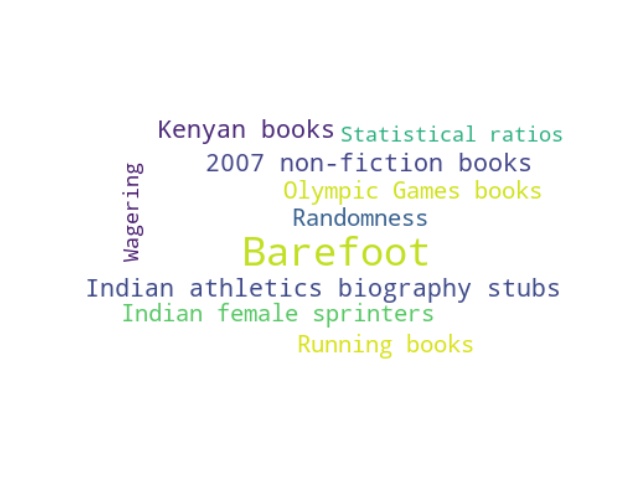 Kenyan books
Statistical ratios
2007 non-fiction books
Wagering
Olympic Games books
Randomness
Barefoot
Indian athletics biography stubs
Indian female sprinters
Running books